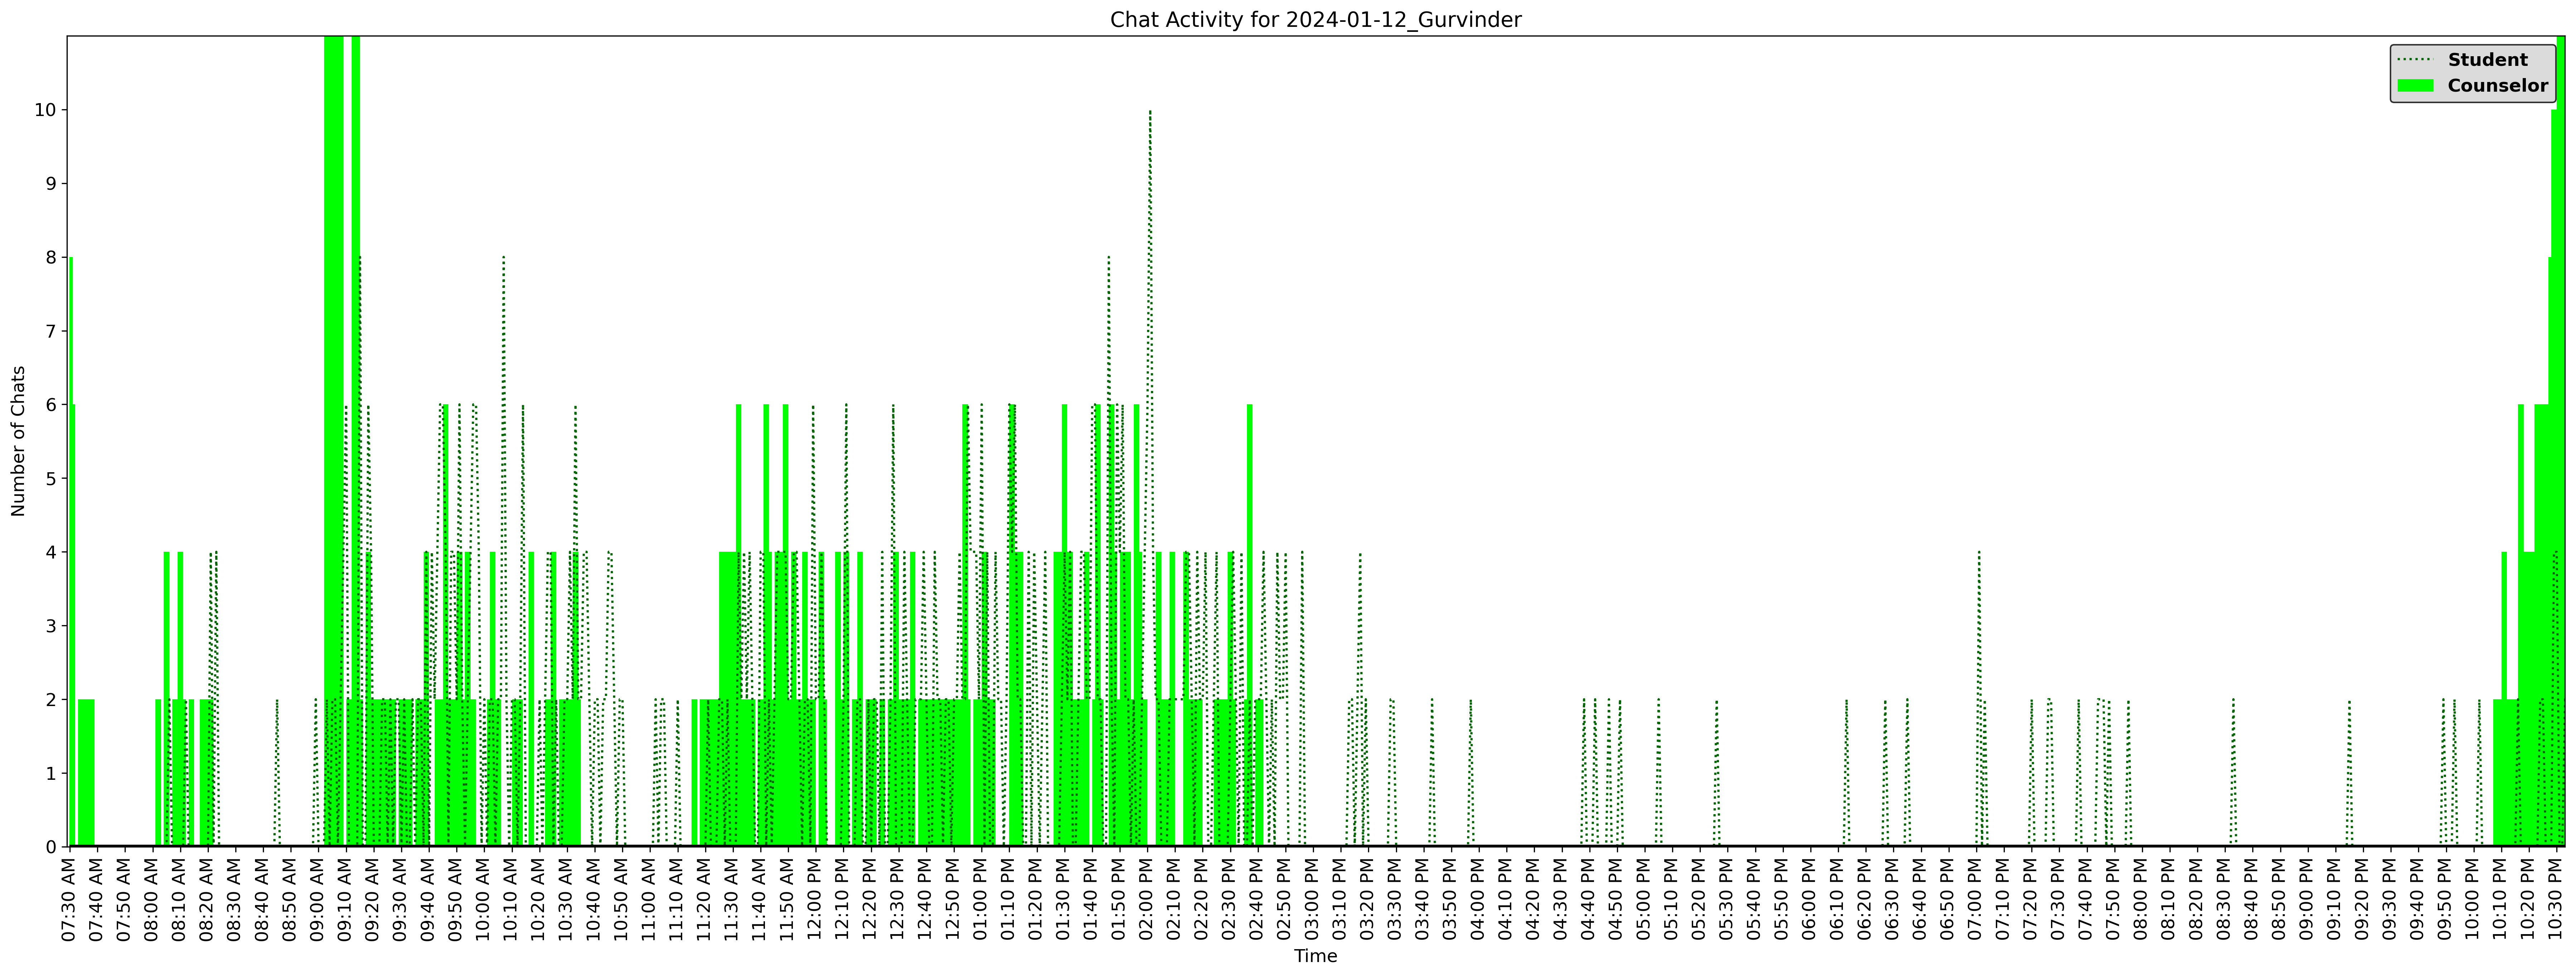 Chat Activity for 2024-01-12_Gurvinder
Student
Counselor
Number of Chats
10
9
8
7
6
5
4
3
2
1
0
07:30 AM
07:40 AM
07:50 AM
08:00 AM
08:10 AM
08:20 AM
08:30 AM
08:40 AM
08:50 AM
09:00 AM
09:10 AM
09:20 AM
09:30 AM
09:40 AM
09:50 AM
10:00 AM
10:10 AM
10:20 AM
10:30 AM
10:40 AM
10:50 AM
11:00 AM
11:10 AM
11:20 AM
11:30 AM
11:40 AM
11:50 AM
12:00 PM
12:10 PM
12:20 PM
12:30 PM
12:40 PM
12:50 PM
01:00 PM
01:10 PM
01:20 PM
01:30 PM
01:40 PM
01:50 PM
02:00 PM
02:10 PM
02:20 PM
02:30 PM
02:40 PM
02:50 PM
03:00 PM
03:10 PM
03:20 PM
03:30 PM
03:40 PM
03:50 PM
04:00 PM
04:10 PM
04:20 PM
04:30 PM
04:40 PM
04:50 PM
05:00 PM
05:10 PM
05:20 PM
05:30 PM
05:40 PM
05:50 PM
06:00 PM
06:10 PM
06:20 PM
06:30 PM
06:40 PM
06:50 PM
07:00 PM
07:10 PM
07:20 PM
07:30 PM
07:40 PM
07:50 PM
08:00 PM
08:10 PM
08:20 PM
08:30 PM
08:40 PM
08:50 PM
09:00 PM
09:10 PM
09:20 PM
09:30 PM
09:40 PM
09:50 PM
10:00 PM
10:10 PM
10:20 PM
10:30 PM
Time